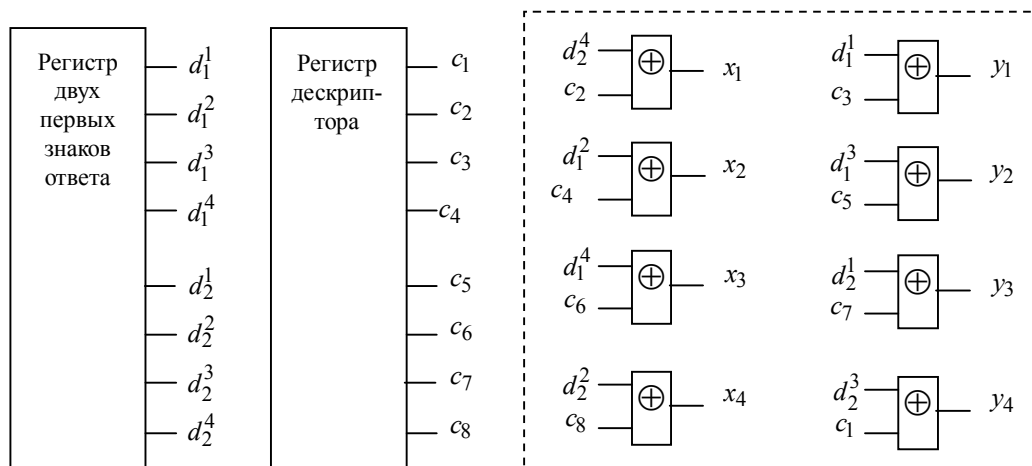 Регистр
двух
первых
знаков
ответа
d₁¹
d₁²
d₁³
d₁⁴
d₂¹
d₂²
d₂³
d₂⁴
Регистр
дескрип-
тора
c₁
c₂
c₃
c₄
c₅
c₆
c₇
c₈
d₂⁴
c₂
⊕
x₁
d₁²
c₄
⊕
x₂
d₁⁴
c₆
⊕
x₃
d₂²
c₈
⊕
x₄
d₁¹
c₃
⊕
y₁
d₁³
c₅
⊕
y₂
d₂¹
c₇
⊕
y₃
d₂³
c₁
⊕
y₄